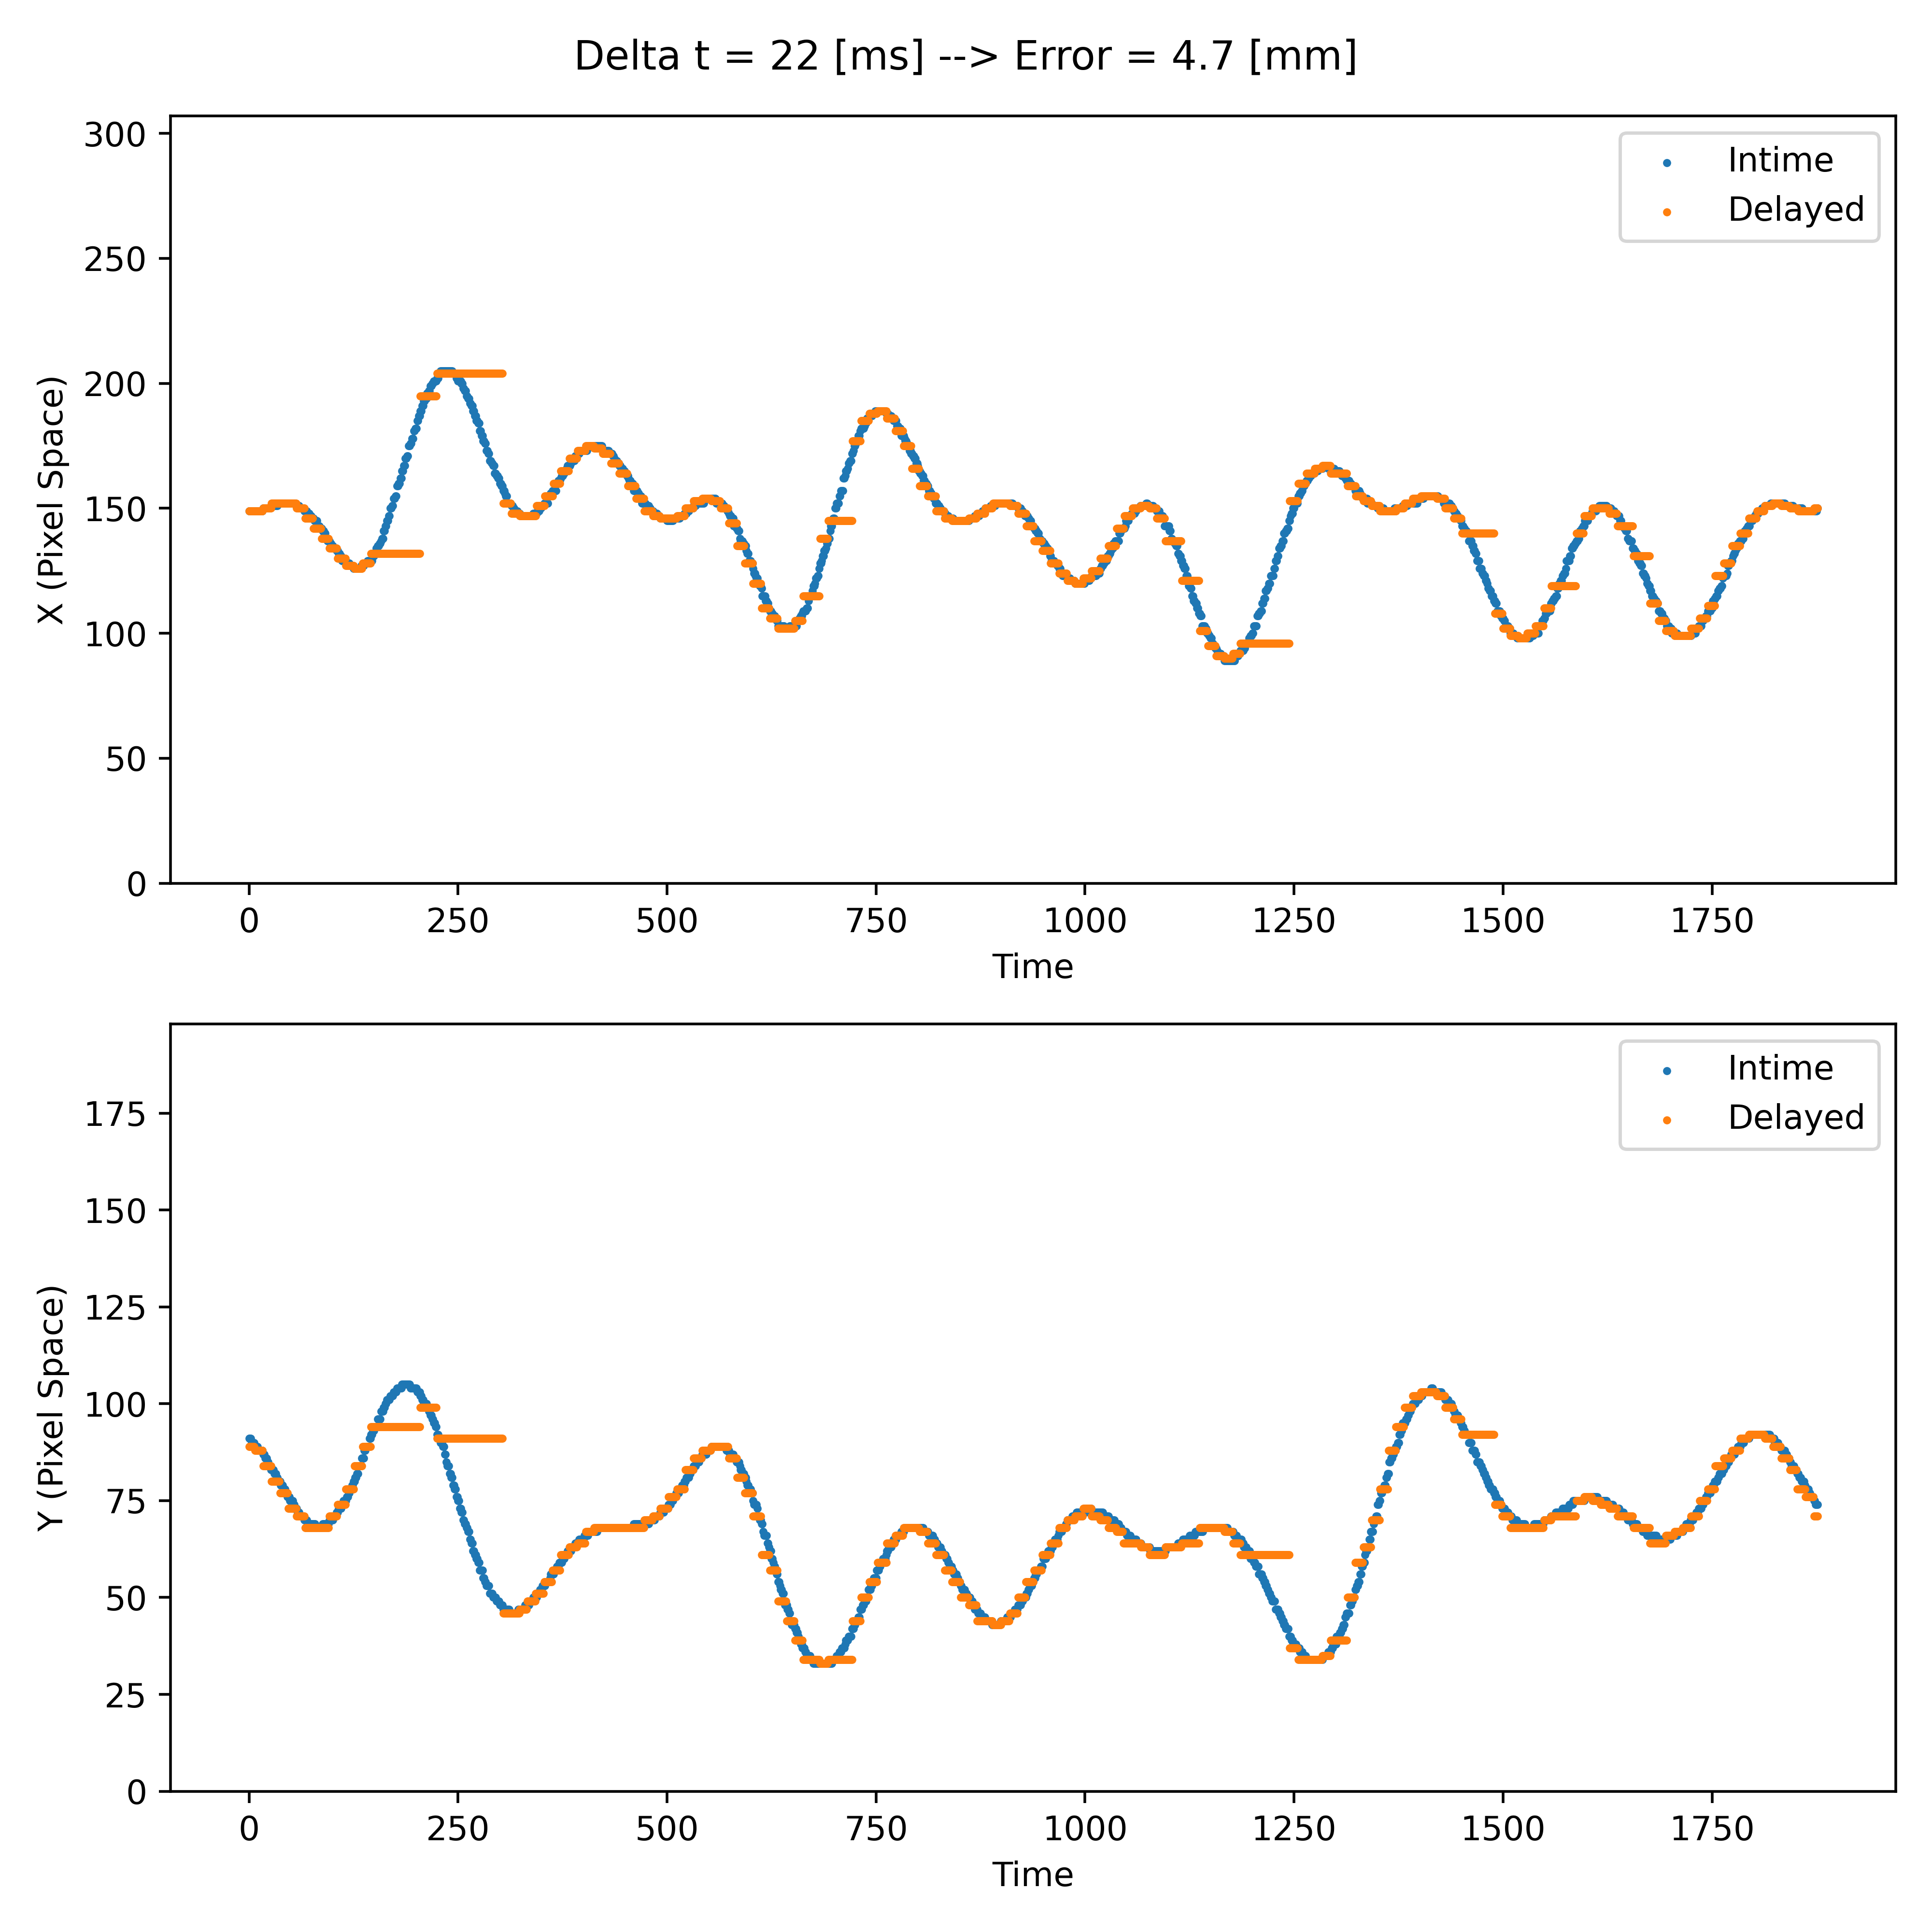 Delta t = 22 [ms] --> Error = 4.7 [mm]
300
250
200
150
100
50
0
X (Pixel Space)
Intime
Delayed
0 250 500 750 1000 1250 1500 1750
Time
175
150
125
100
75
50
25
0
Y (Pixel Space)
Intime
Delayed
0 250 500 750 1000 1250 1500 1750
Time